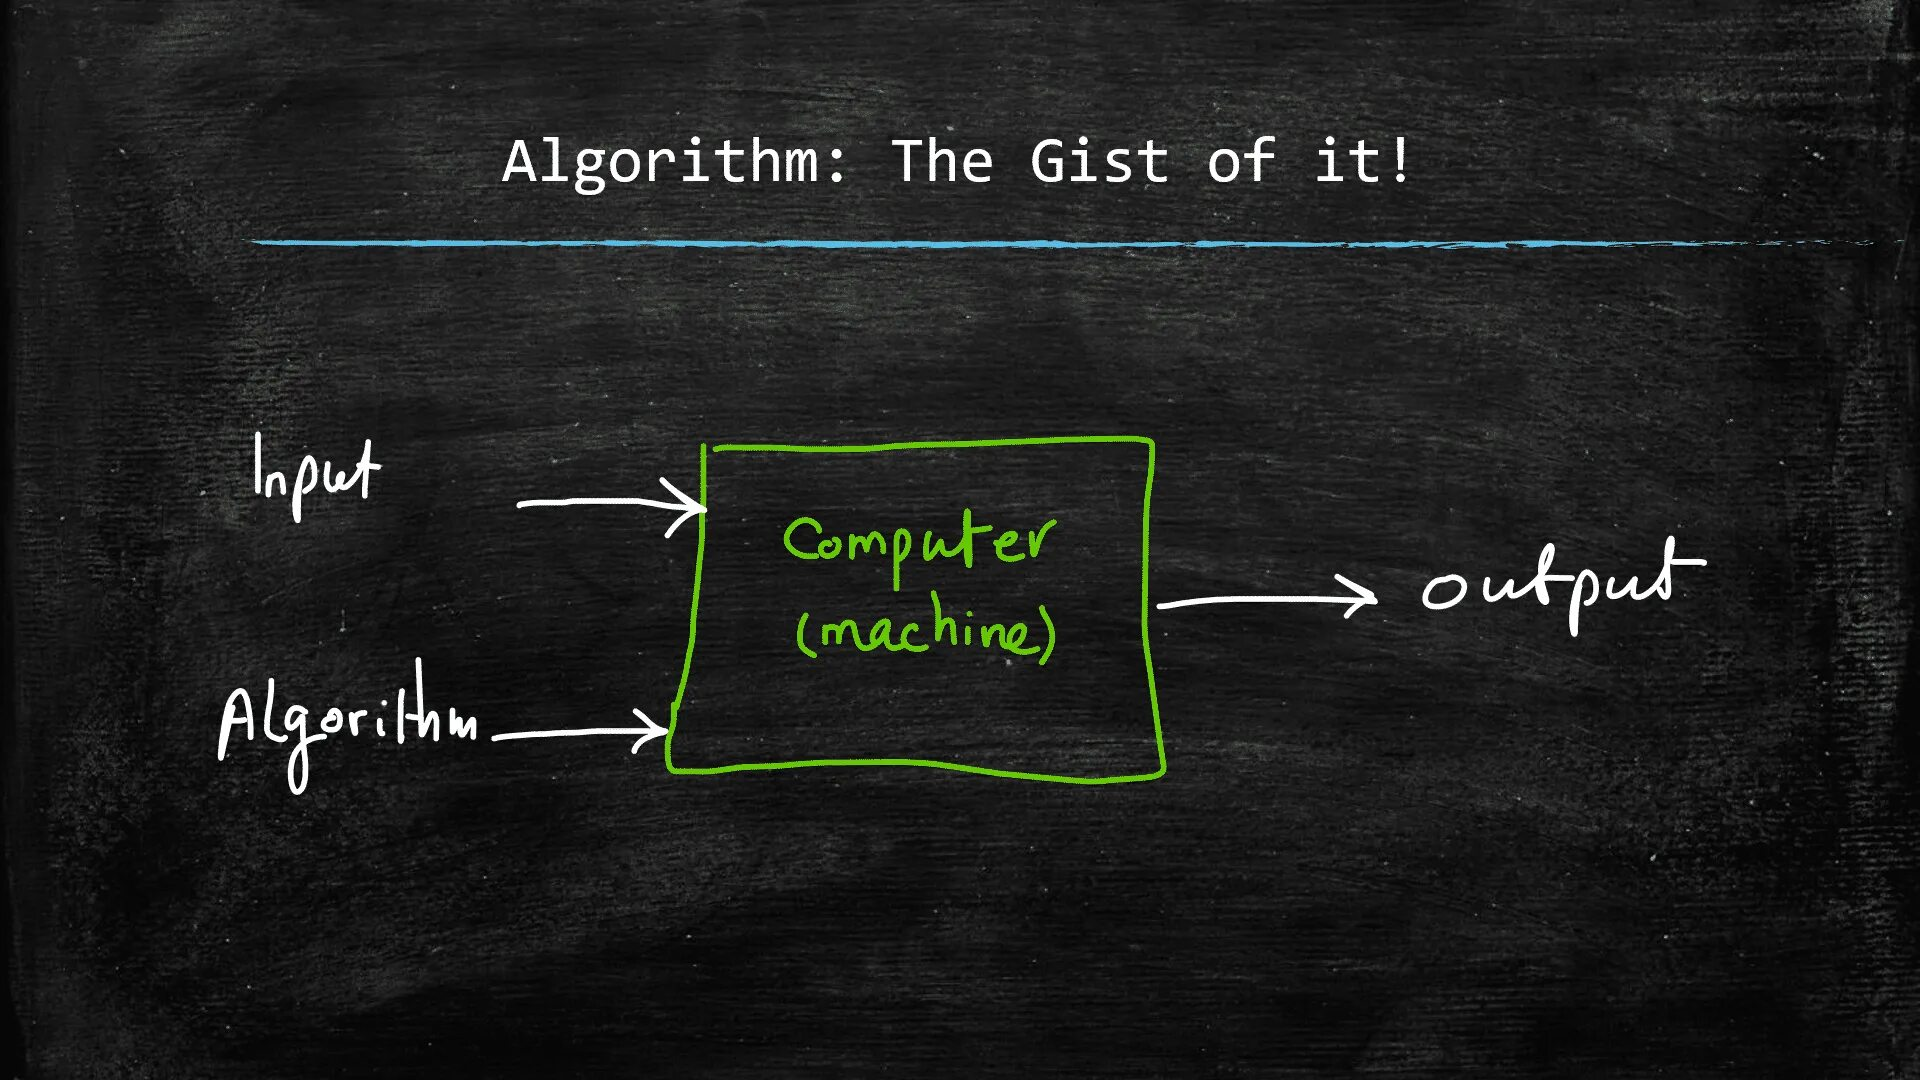 Algorithm: The Gist of it!
Input
Computer
(machine)
output
Algorithm